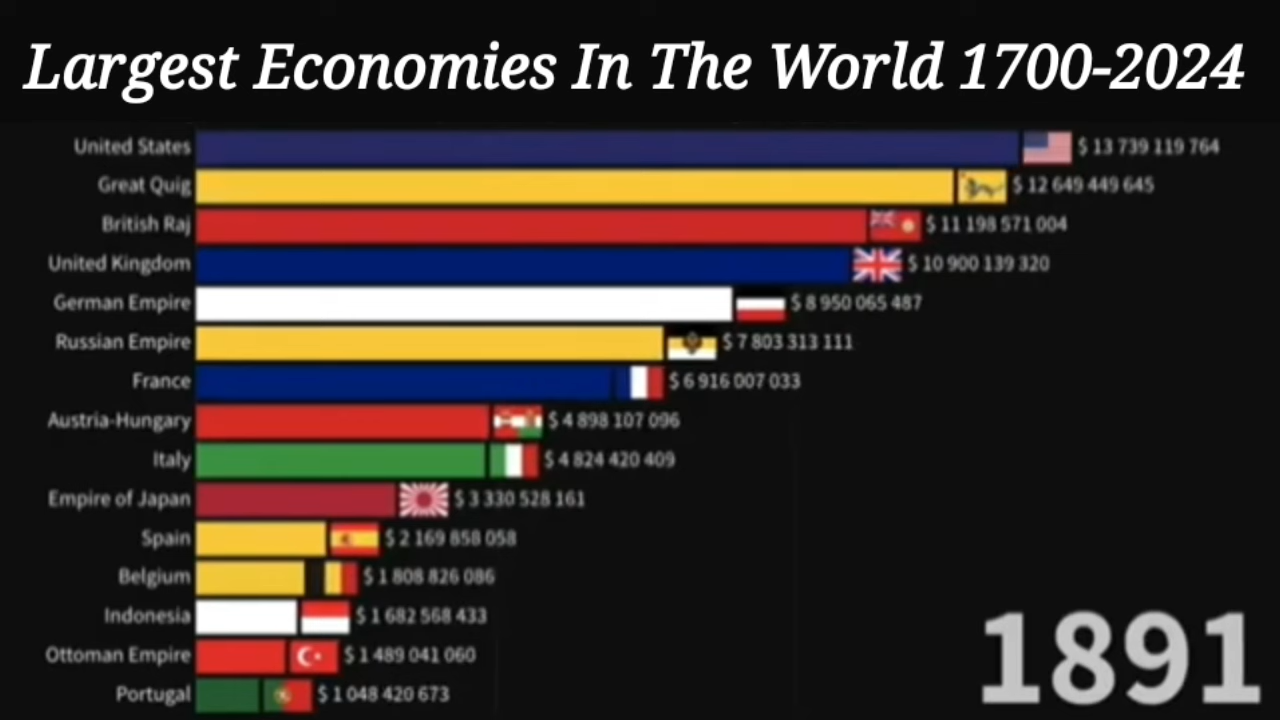 Largest Economies In The World 1700-2024
United States $ 13 739 119 764
Great Quig $ 12 649 449 645
British Raj $ 11 198 571 004
United Kingdom $ 10 900 139 320
German Empire $ 8 950 065 487
Russian Empire $ 7 803 313 111
France $ 6 916 007 033
Austria-Hungary $ 4 898 107 096
Italy $ 4 824 420 409
Empire of Japan $ 3 330 528 161
Spain $ 2 169 858 058
Belgium $ 1 808 826 086
Indonesia $ 1 682 568 433
Ottoman Empire $ 1 489 041 060
Portugal $ 1 048 420 673
1891